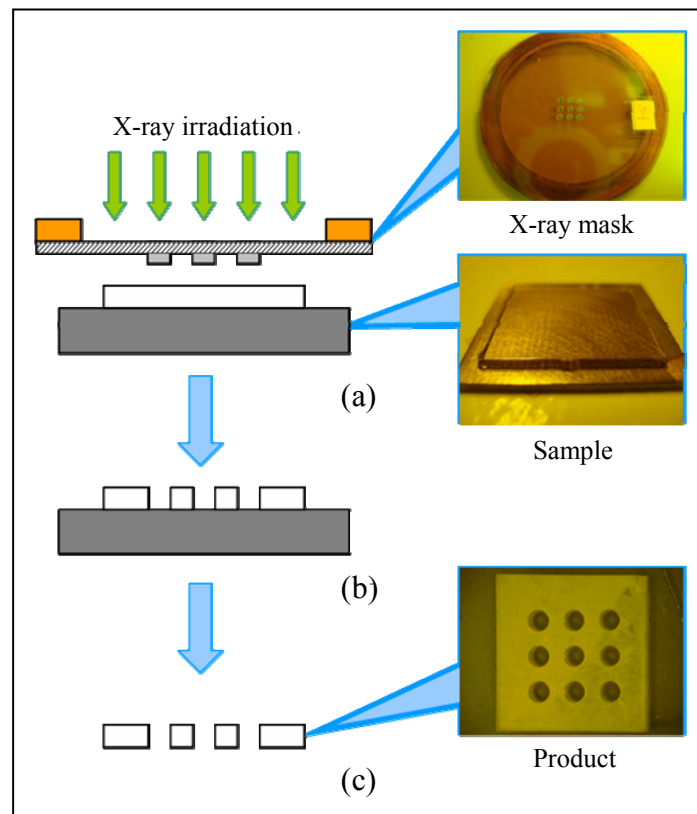 X-ray irradiation
X-ray mask
(a)
Sample
(b)
Product
(c)